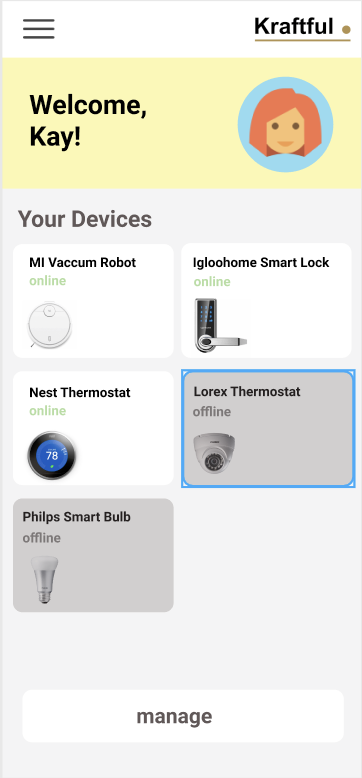 Kraftful
Welcome,
Kay!
Your Devices
MI Vaccum Robot
online
Igloohome Smart Lock
online
Nest Thermostat
online
78
Lorex Thermostat
offline
Philps Smart Bulb
offline
manage